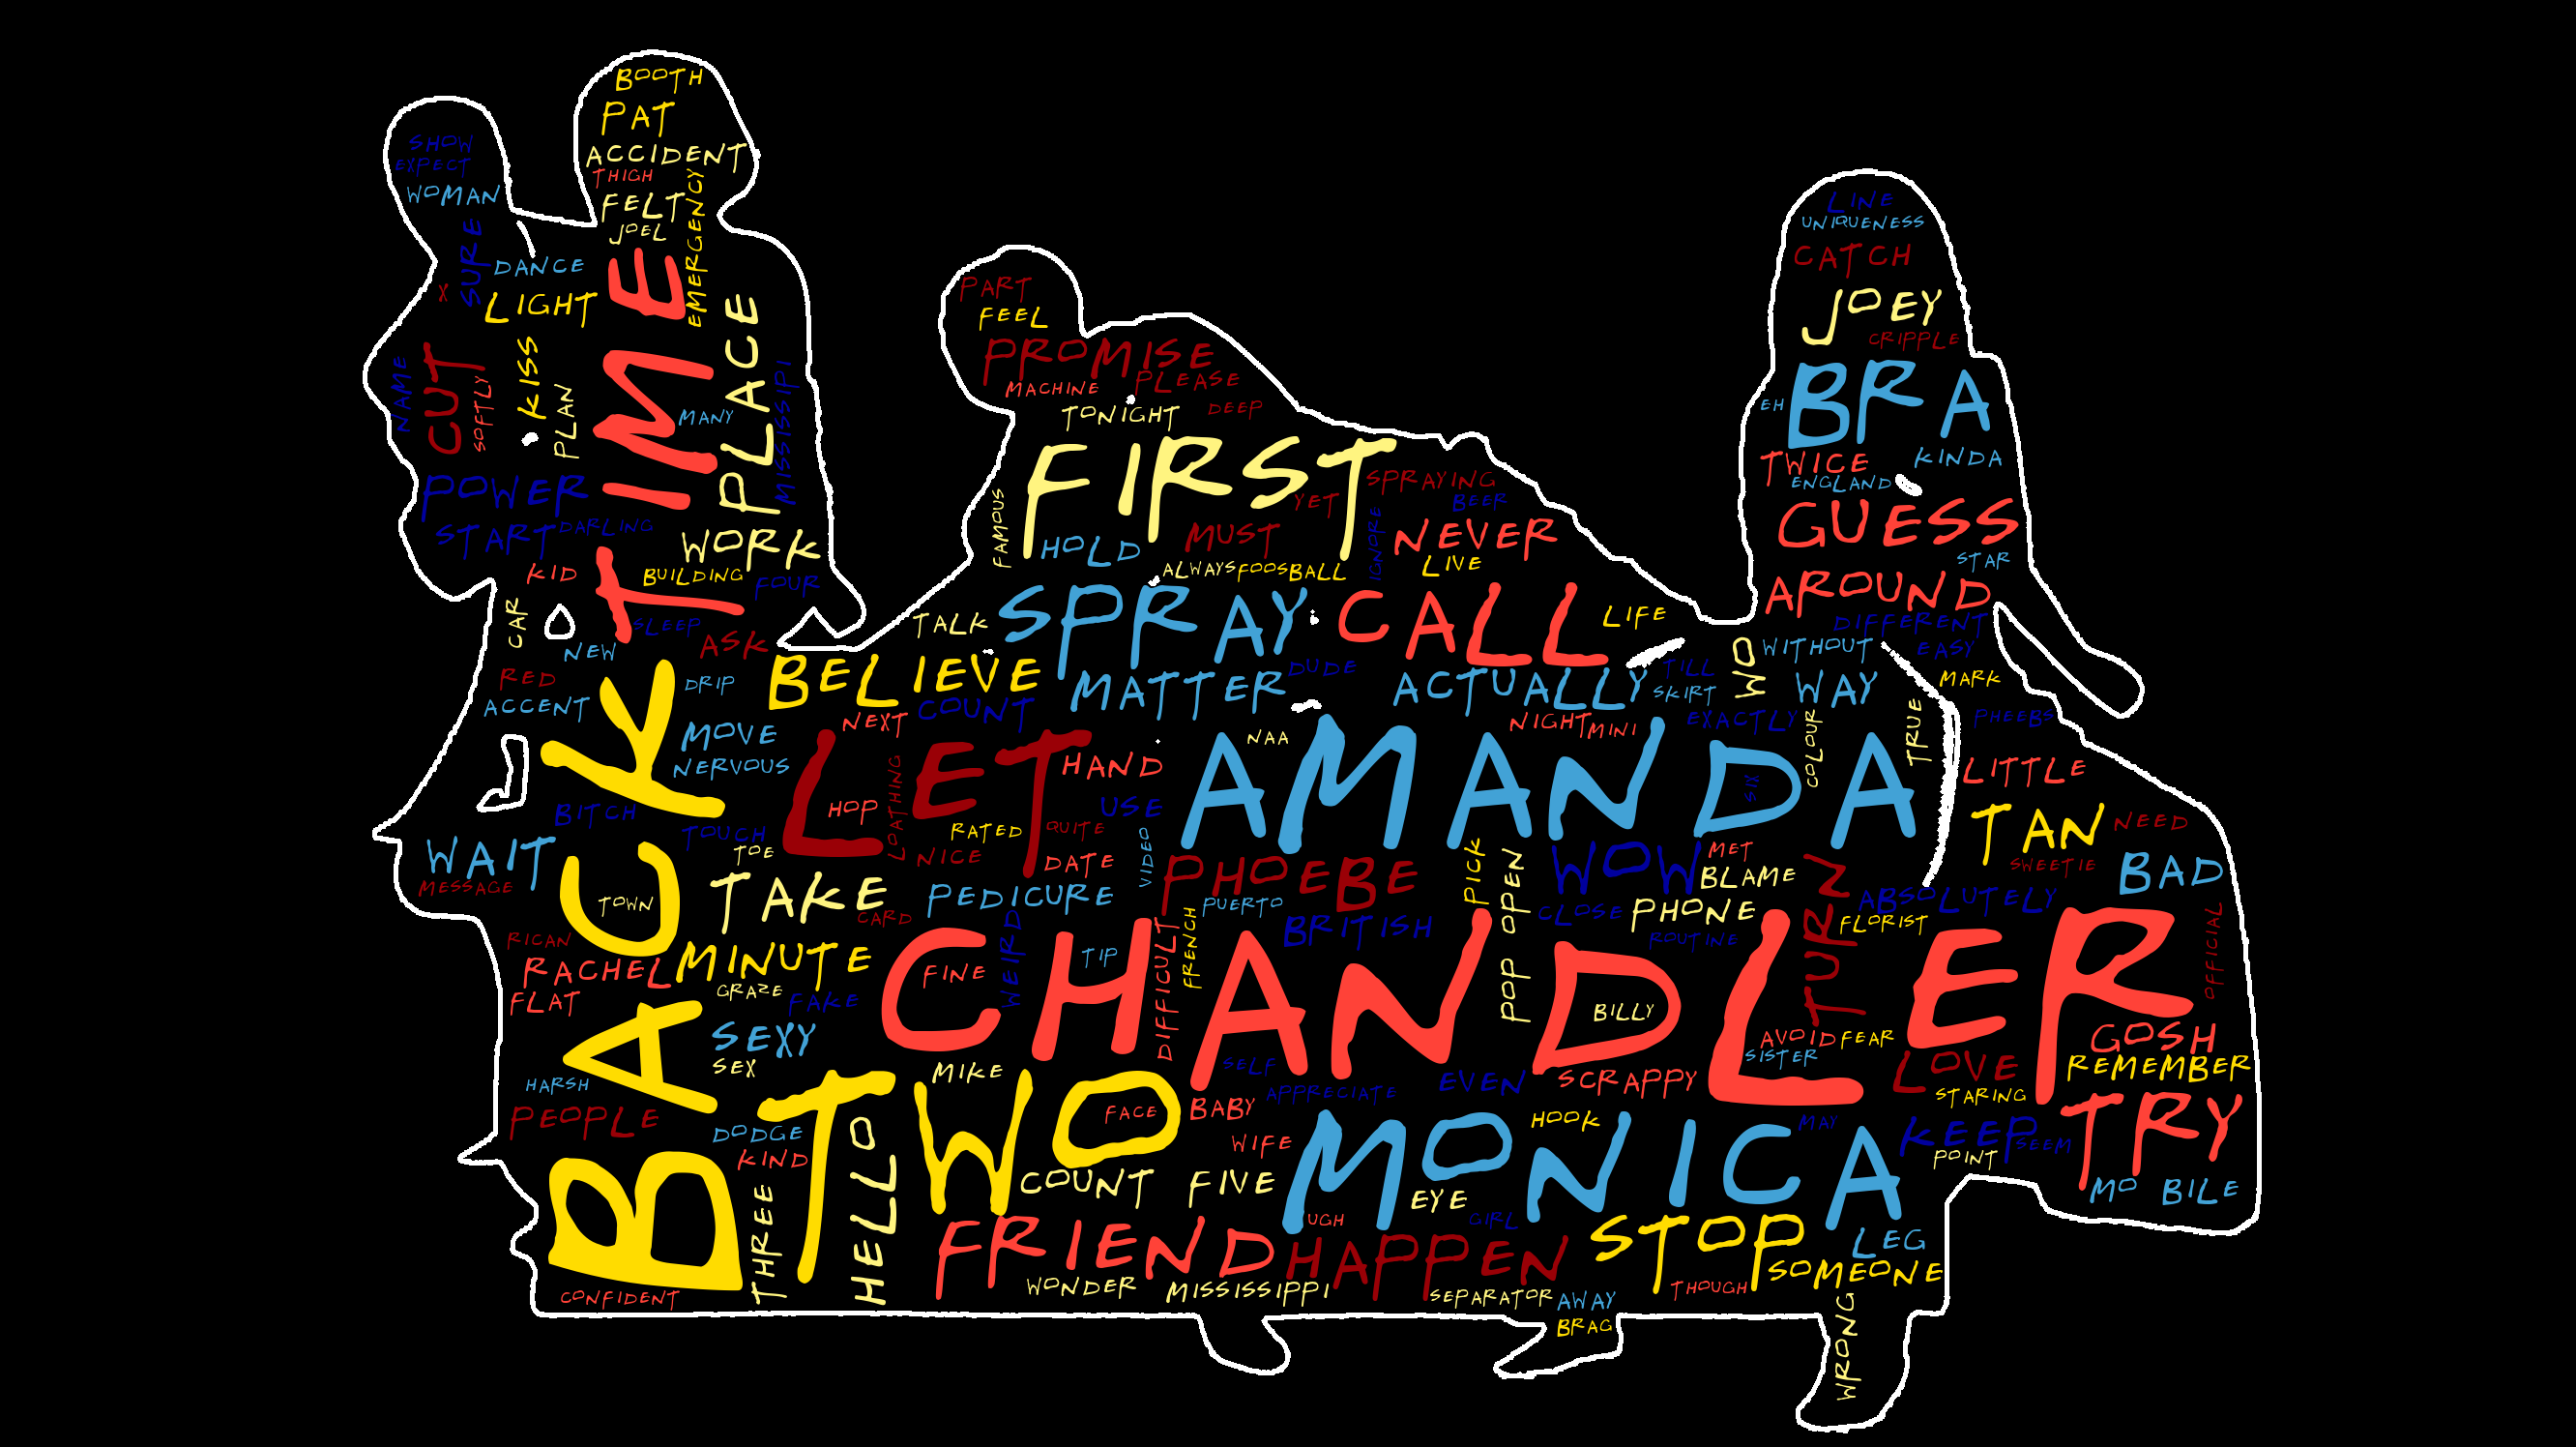 BOOTH
PAT
ACCIDENT
THIGH
FELT
JOEL
EMERGENCY
SHOW
EXPECT
WOMAN
SURE
DANCE
X
LIGHT
TIME
PLACE
NAME
CUT
SOFTLY
KISS
PLAN
MANY
MISSISSIPI
POWER
START
DARLING
WORK
KID
BUILDING
FOUR
CAR
SLEEP
NEW
ASK
RED
DRIP
ACCENT
PART
FEEL
PROMISE
MACHINE
PLEASE
TONIGHT
DEEP
FIRST
FAMOUS
SPRAYING
YET
BEER
HOLD
MUST
IGNORE
NEVER
ALWAYS
FOOSBALL
LIVE
TALK
SPRAY
CALL
LIFE
BELIEVE
MATTER
DUDE
ACTUALLY
TILL
SKIRT
LINE
UNIQUENESS
CATCH
JOEY
CRIPPLE
EH
BRA
TWICE
KINDA
ENGLAND
GUESS
STAR
AROUND
DIFFERENT
WO
WITHOUT
EASY
WAY
MARK
TRUE
PHEEBS
COLOUR
EXACTLY
BACK
MOVE
NERVOUS
NEXT
COUNT
LET
LOATHING
HOP
HAND
NAA
NIGHT
MINI
AMANDA
SIX
LITTLE
BITCH
TOUCH
USE
RATED
QUITE
TAN
NEED
WAIT
MESSAGE
TOE
NICE
DATE
VIDEO
PHOEBE
PICK
POP OPEN
WOW
MET
BLAME
TURN
SWEETIE
BAD
TOWN
TAKE
CARD
PEDICURE
PUERTO
BRITISH
CLOSE
PHONE
ABSOLUTELY
FLORIST
ROUTINE
OFFICIAL
RICAN
RACHEL
MINUTE
WEIRD
DIFFICULT
FRENCH
FLAT
GRAZE
FAKE
CHANDLER
FINE
TIP
BILLY
SEXY
SEX
AVOID
FEAR
SISTER
GOSH
HARSH
MIKE
SELF
APPRECIATE
EVEN
SCRAPPY
LOVE
REMEMBER
PEOPLE
TWO
FACE
BABY
STARING
TRY
DODGE
KIND
HELLO
WIFE
MONICA
HOOK
MAY
KEEP
SEEM
POINT
THREE
COUNT
FIVE
EYE
MO BILE
FRIEND
UGH
GIRL
HAPPEN
STOP
LEG
SOMEONE
CONFIDENT
WONDER
MISSISSIPPI
SEPARATOR
AWAY
THOUGH
BRAG
WRONG